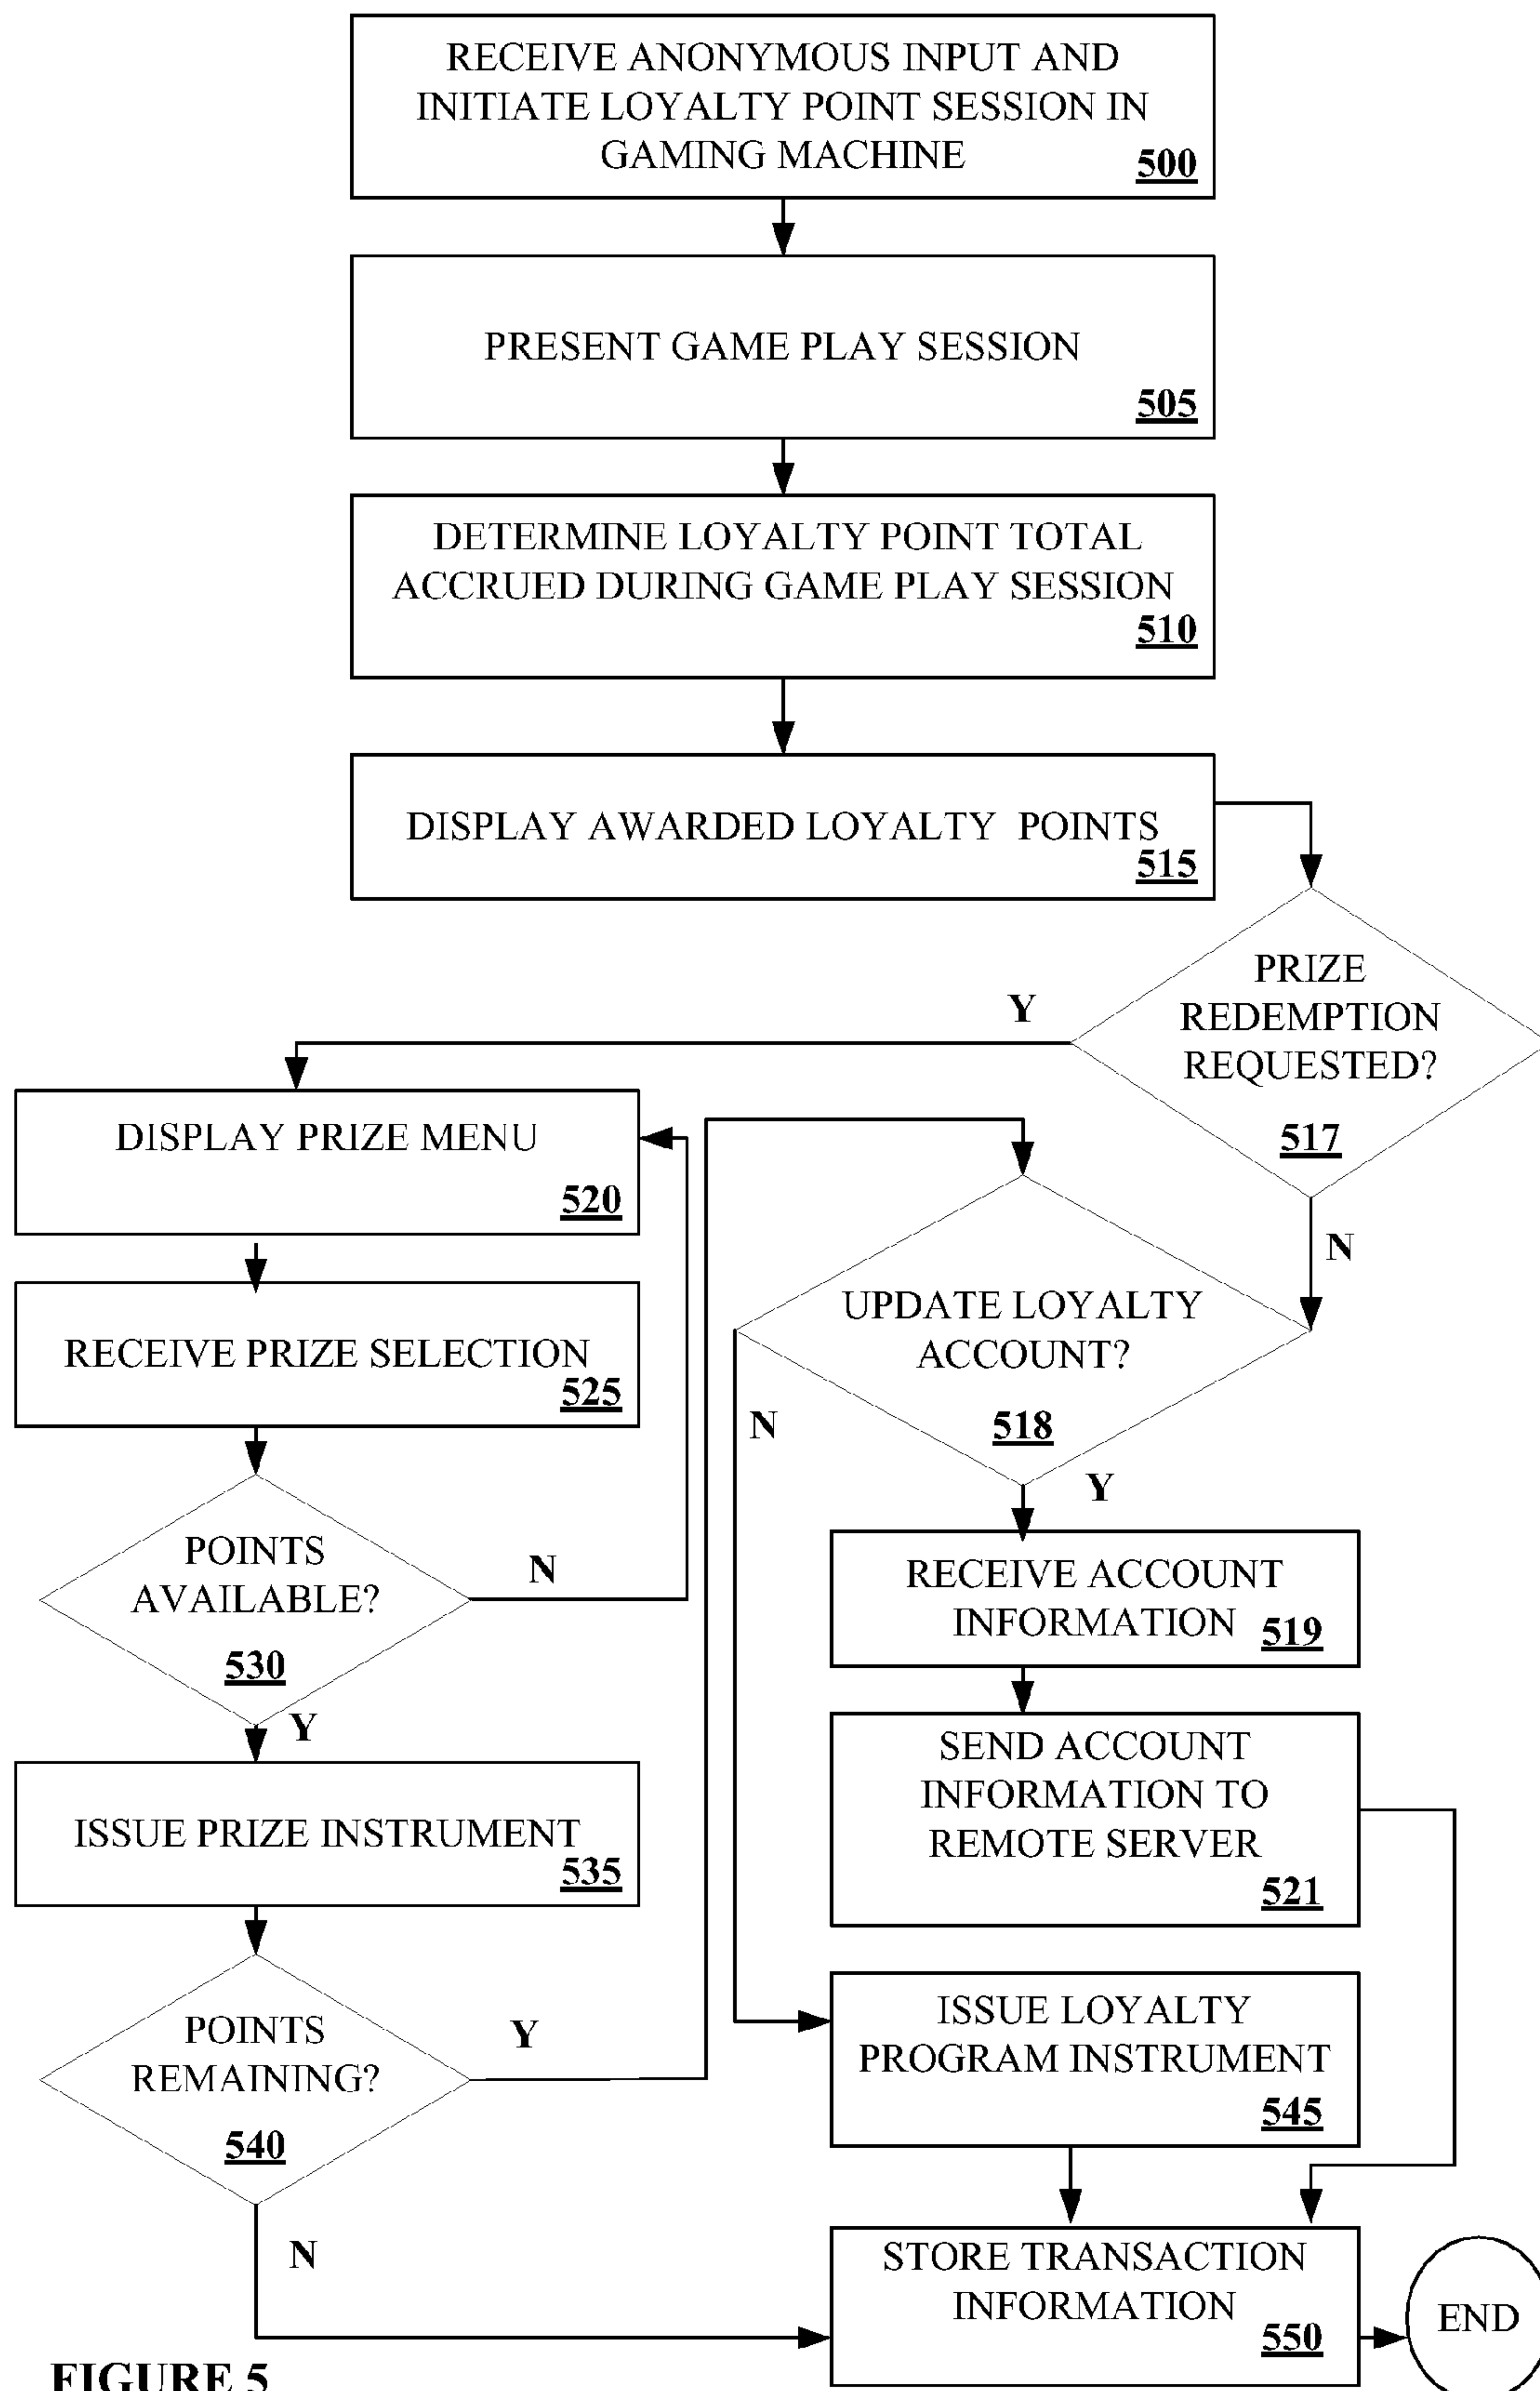 RECEIVE ANONYMOUS INPUT AND
INITIATE LOYALTY POINT SESSION IN
GAMING MACHINE
500
PRESENT GAME PLAY SESSION
505
DETERMINE LOYALTY POINT TOTAL
ACCRUED DURING GAME PLAY SESSION
510
DISPLAY AWARDED LOYALTY POINTS
515
PRIZE
REDEMPTION
REQUESTED?
517
Y
N
DISPLAY PRIZE MENU
520
RECEIVE PRIZE SELECTION
525
POINTS
AVAILABLE?
530
N
Y
ISSUE PRIZE INSTRUMENT
535
POINTS
REMAINING?
540
Y
N
UPDATE LOYALTY
ACCOUNT?
518
N
Y
RECEIVE ACCOUNT
INFORMATION 519
SEND ACCOUNT
INFORMATION TO
REMOTE SERVER
521
ISSUE LOYALTY
PROGRAM INSTRUMENT
545
STORE TRANSACTION
INFORMATION
550
END
FIGURE 5